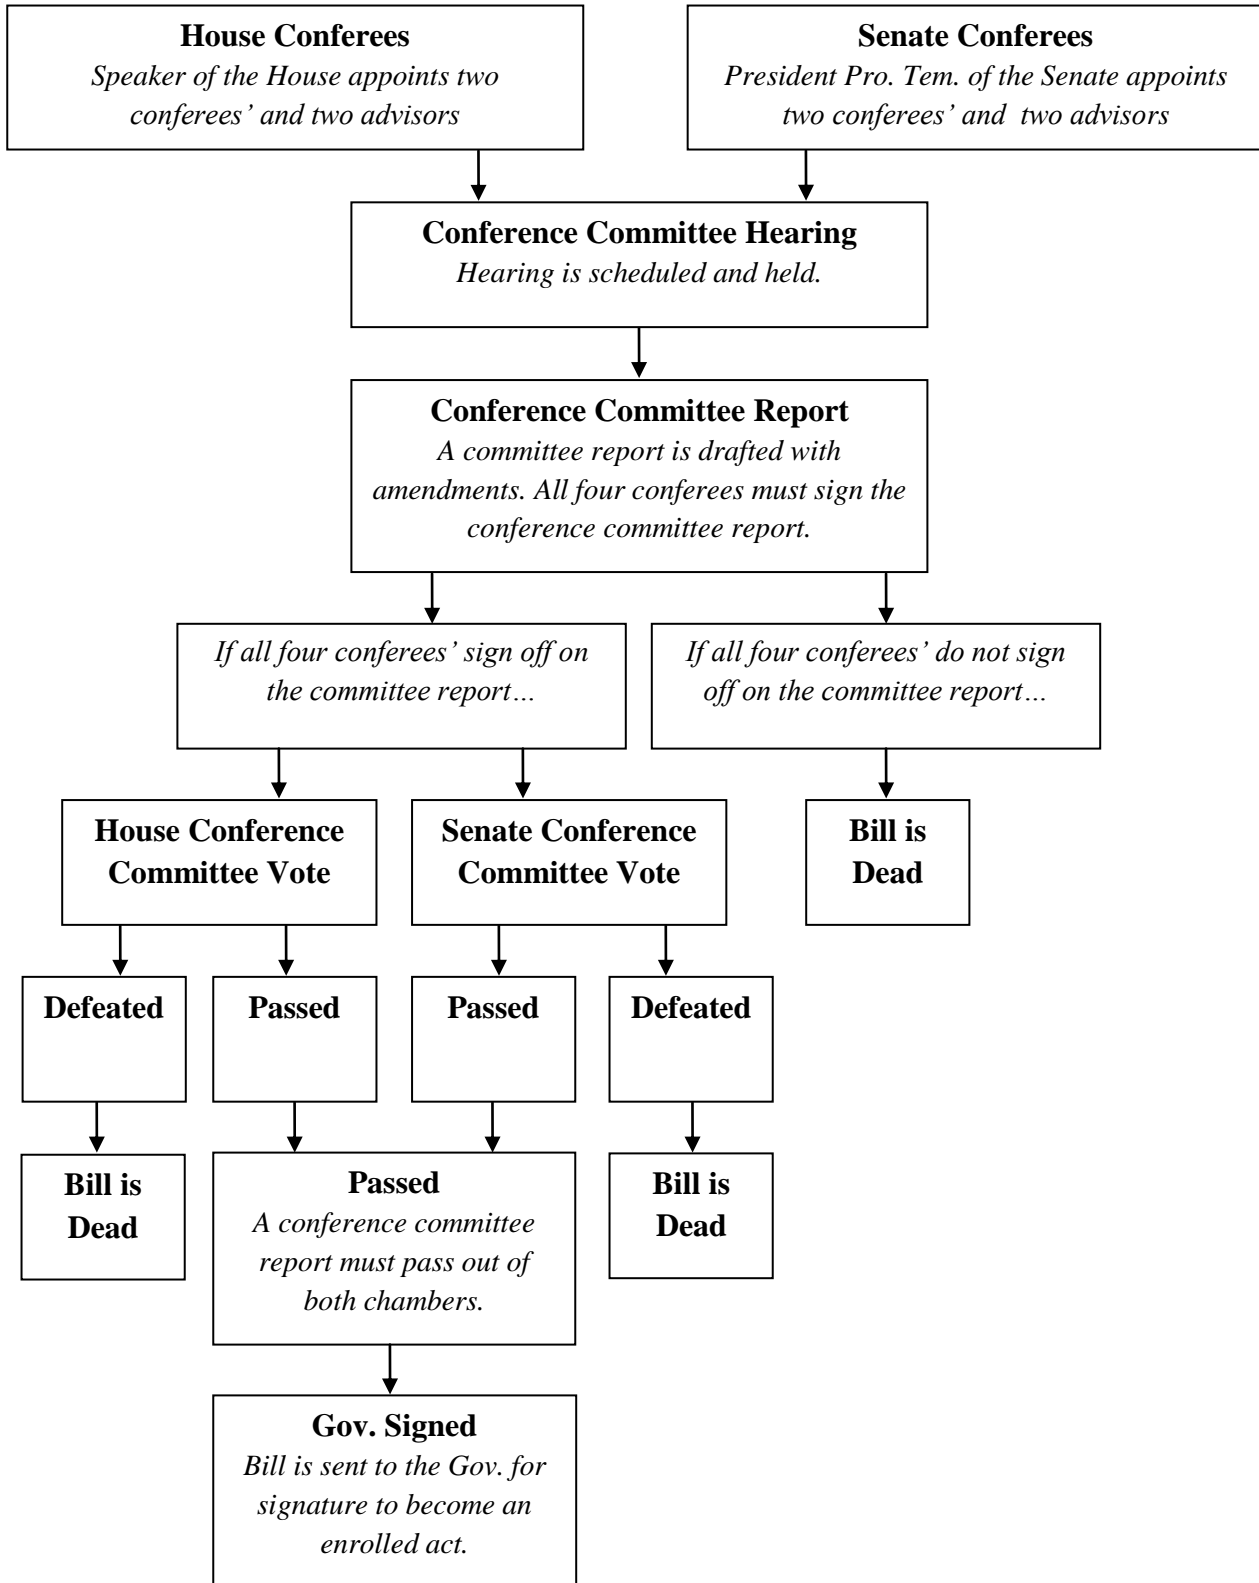 House Conferees
Speaker of the House appoints two
conferees’ and two advisors
Senate Conferees
President Pro. Tem. of the Senate appoints
two conferees’ and two advisors
Conference Committee Hearing
Hearing is scheduled and held.
Conference Committee Report
A committee report is drafted with
amendments. All four conferees must sign the
conference committee report.
If all four conferees’ sign off on
the committee report…
If all four conferees’ do not sign
off on the committee report…
House Conference
Committee Vote
Senate Conference
Committee Vote
Bill is
Dead
Defeated
Passed
Passed
Defeated
Bill is
Dead
Passed
A conference committee
report must pass out of
both chambers.
Bill is
Dead
Gov. Signed
Bill is sent to the Gov. for
signature to become an
enrolled act.